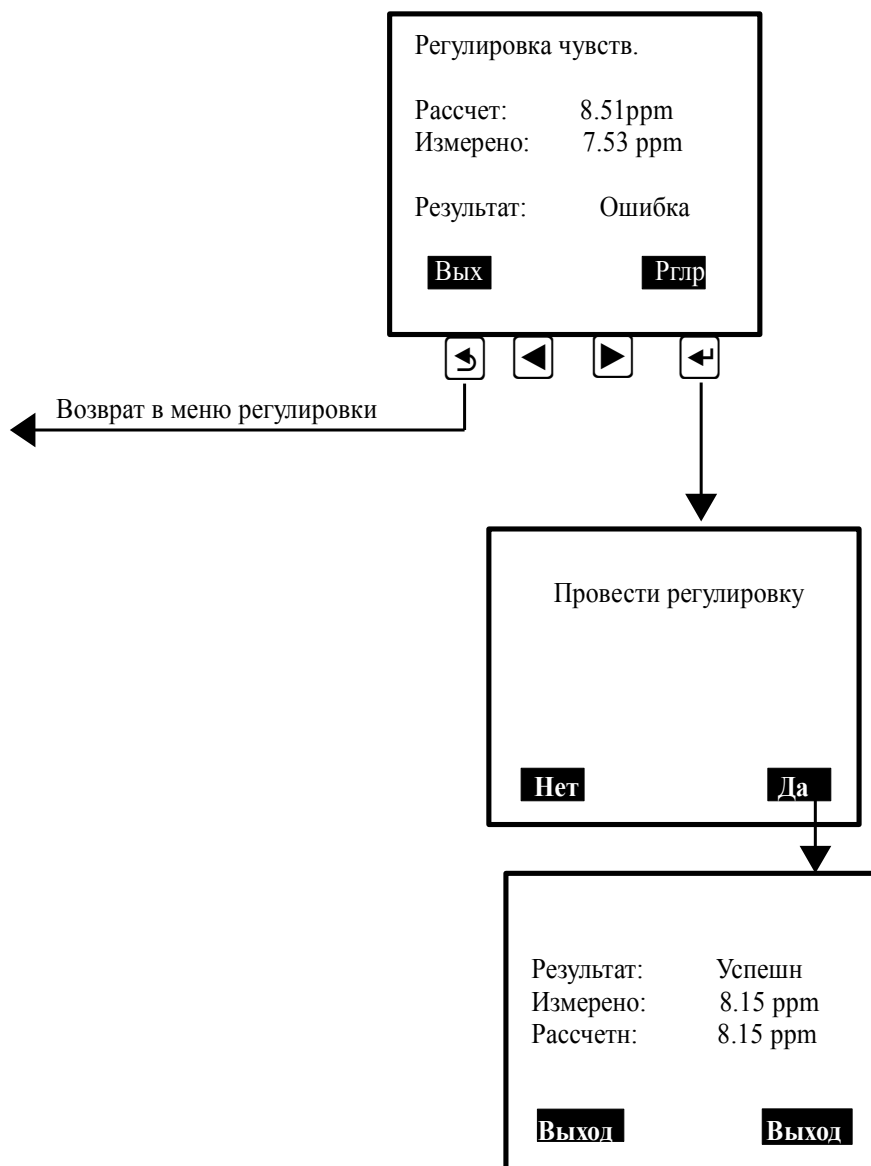 Регулировка чувств.
Рассчет: 8.51ppm
Измерено: 7.53 ppm
Результат: Ошибка
Вых Рглр
Возврат в меню регулировки
Провести регулировку
Нет Да
Результат: Успешн
Измерено: 8.15 ppm
Рассчетн: 8.15 ppm
Выход Выход